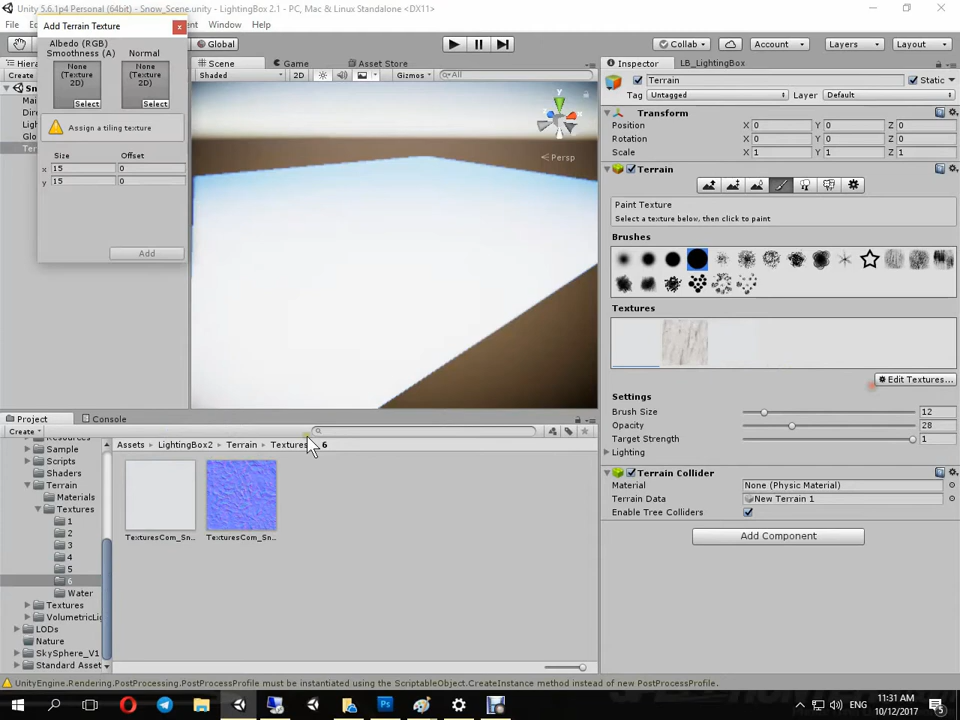 Unity 5.6.1p4 Personal (64bit) - Snow_Scene.unity - LightingBox 2.1 - PC, Mac & Linux Standalone <DX11>
Add Terrain Texture
Window Help
Global
Collab Account Layers Layout
Scene Game Asset Store
Shaded 2D Gizmos All
Persp
Albedo (RGB)
Smoothness (A) Normal
None (Texture 2D) Select
None (Texture 2D) Select
Assign a tiling texture
Size Offset
x 15 0
y 15 0
Add
Inspector LB_LightingBox
Terrain Static
Tag Untagged Layer Default
Transform
Position X 0 Y 0 Z 0
Rotation X 0 Y 0 Z 0
Scale X 1 Y 1 Z 1
Terrain
Paint Texture
Select a texture below, then click to paint
Brushes
Textures
Edit Textures...
Settings
Brush Size 12
Opacity 28
Target Strength 1
Lighting
Terrain Collider
Material None (Physic Material)
Terrain Data New Terrain 1
Enable Tree Colliders
Add Component
Project Console
Create
Assets LightingBox2 Terrain Textures 6
Sample
Scripts
Shaders
Terrain
Materials
Textures
1
2
3
4
5
6
Water
Textures
VolumetricLi
LODs
Nature
SkySphere_V1
Standard Asset
TexturesCom_Sn... TexturesCom_Sn...
UnityEngine.Rendering.PostProcessing.PostProcessProfile must be instantiated using the ScriptableObject.CreateInstance method instead of new PostProcessProfile.
ENG 11:31 AM
10/12/2017